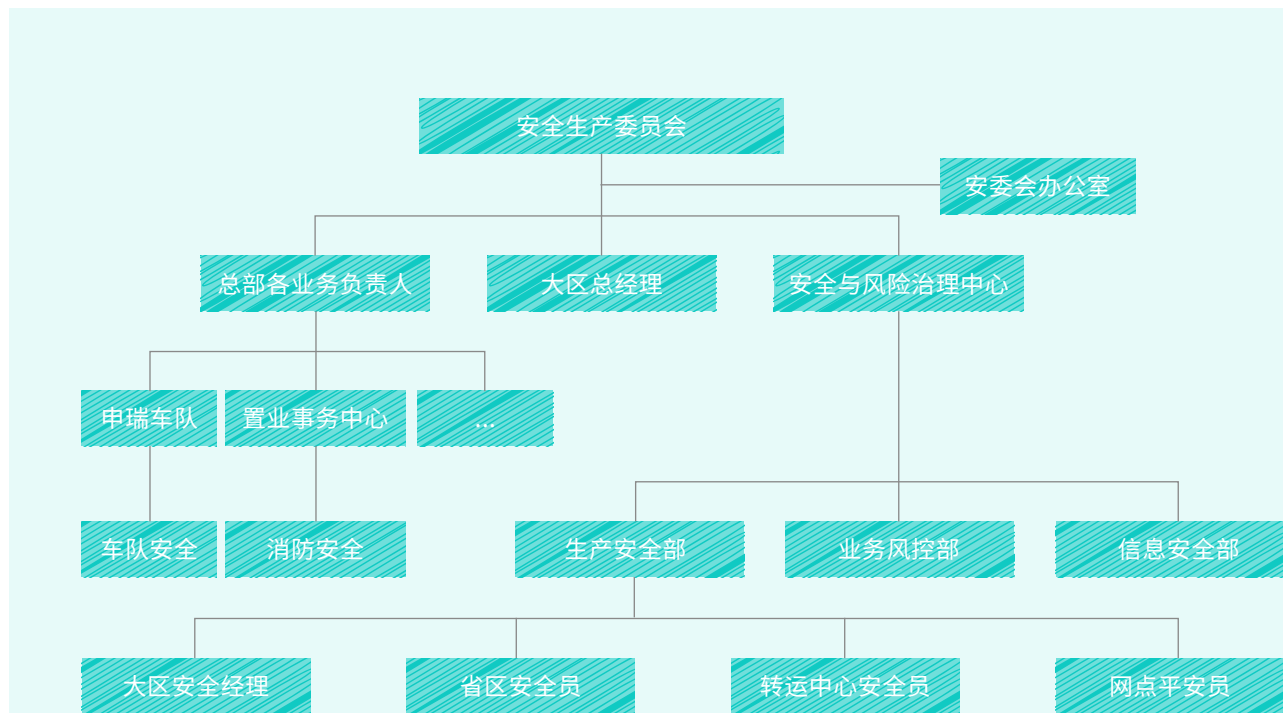 安全生产委员会
安委会办公室
总部各业务负责人
大区总经理
安全与风险治理中心
申瑞车队
置业事务中心
...
车队安全
消防安全
生产安全部
业务风控部
信息安全部
大区安全经理
省区安全员
转运中心安全员
网点平安员